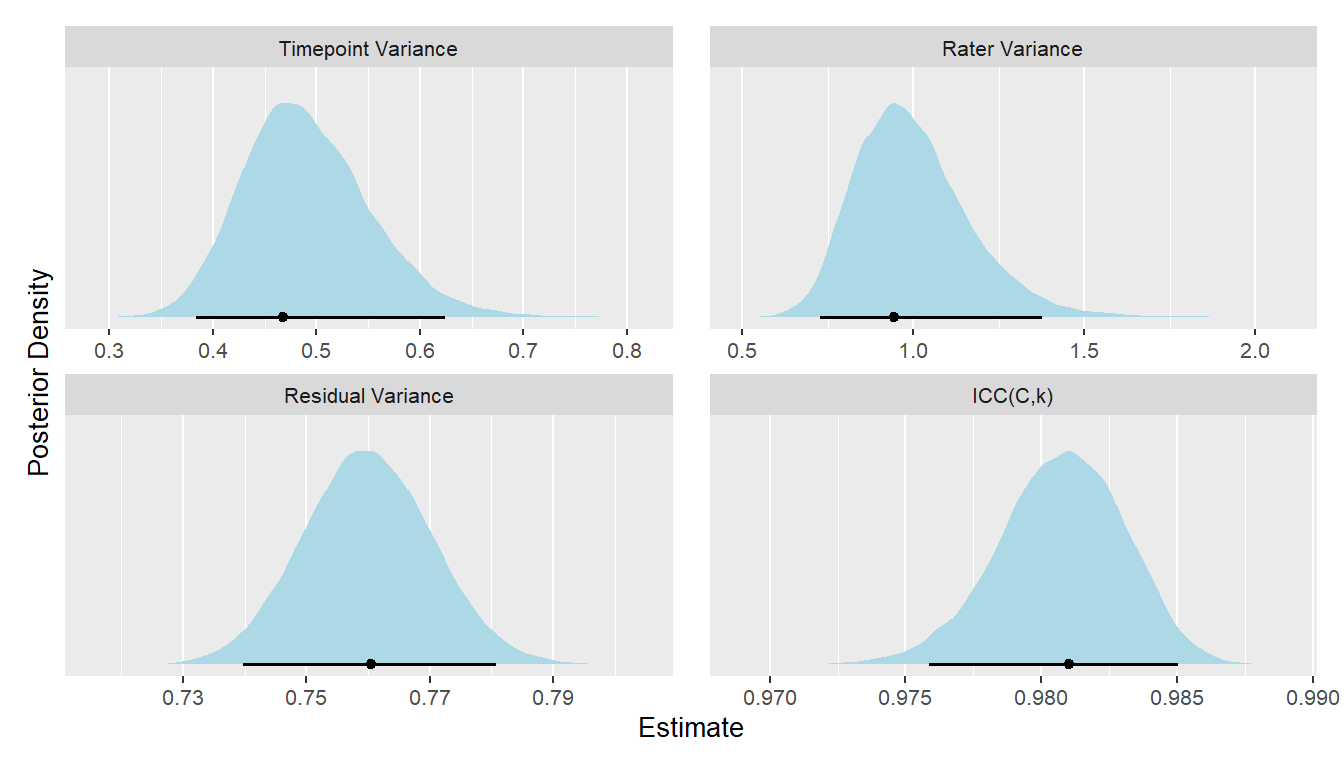 Timepoint Variance
Rater Variance
0.3 0.4 0.5 0.6 0.7 0.8
0.5 1.0 1.5 2.0
Posterior Density
Residual Variance
ICC(C,k)
0.73 0.75 0.77 0.79
0.970 0.975 0.980 0.985 0.990
Estimate